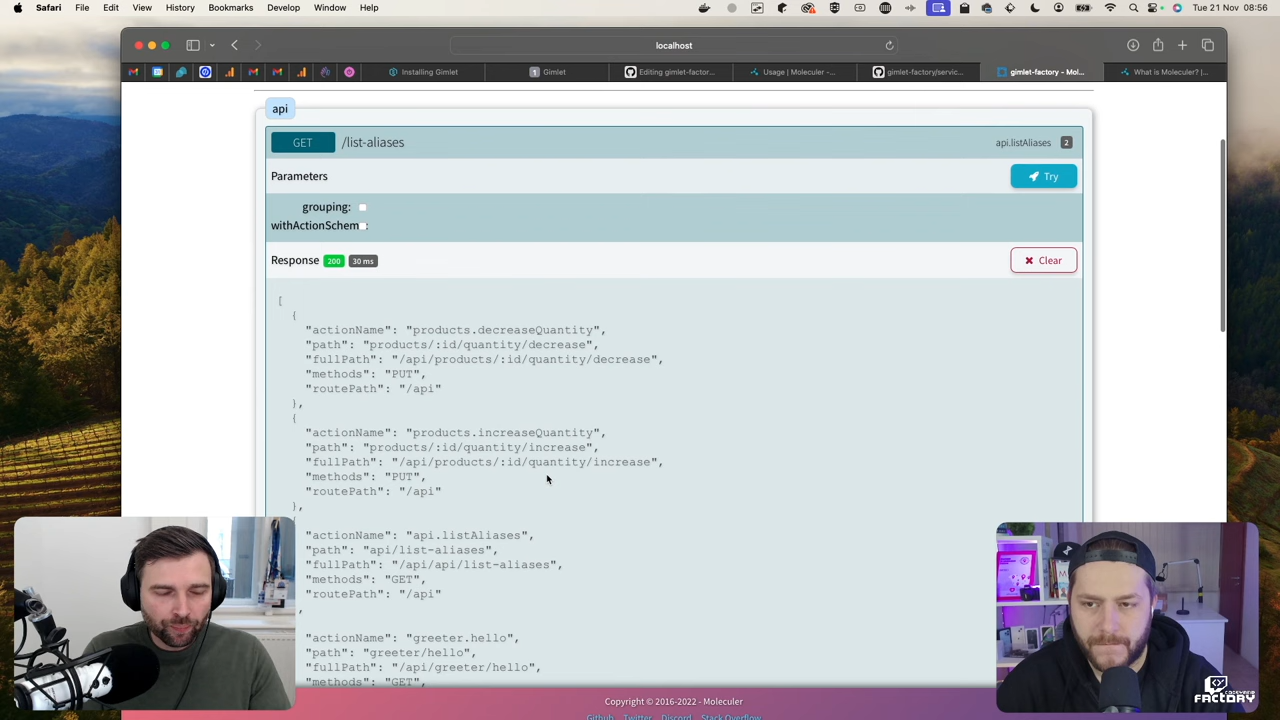 Safari File Edit View History Bookmarks Develop Window Help Tue 21 Nov 08:56
localhost
Installing Gimlet
1 Gimlet
Editing gimlet-factor...
Usage | Moleculer -...
gimlet-factory/servic...
gimlet-factory - Mol...
What is Moleculer? |...
api
GET /list-aliases api.listAliases 2
Parameters Try
grouping:
withActionSchem :
Response 200 30 ms Clear
[
{
"actionName": "products.decreaseQuantity",
"path": "products/:id/quantity/decrease",
"fullPath": "/api/products/:id/quantity/decrease",
"methods": "PUT",
"routePath": "/api"
},
{
"actionName": "products.increaseQuantity",
"path": "products/:id/quantity/increase",
"fullPath": "/api/products/:id/quantity/increase",
"methods": "PUT",
"routePath": "/api"
},
"actionName": "api.listAliases",
"path": "api/list-aliases",
"fullPath": "/api/api/list-aliases",
"methods": "GET",
"routePath": "/api"
,
"actionName": "greeter.hello",
"path": "greeter/hello",
"fullPath": "/api/greeter/hello",
"methods": "GET",
Copyright © 2016-2022 - Moleculer
Github Twitter Discord Stack Overlow
FACTORY